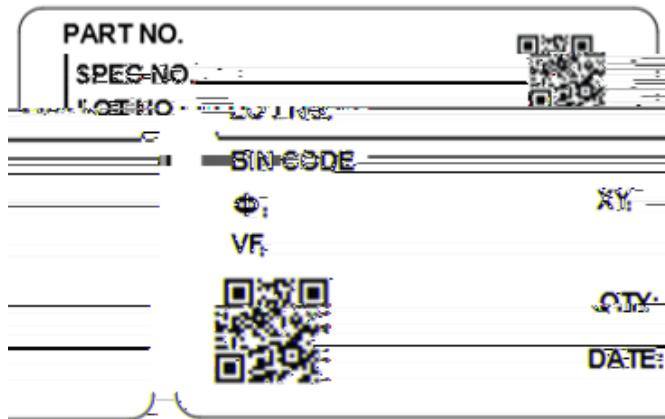 PART NO.
SPEC NO.
LOT NO
BIN CODE
Φ: XY:
VF:
QTY:
DATE: